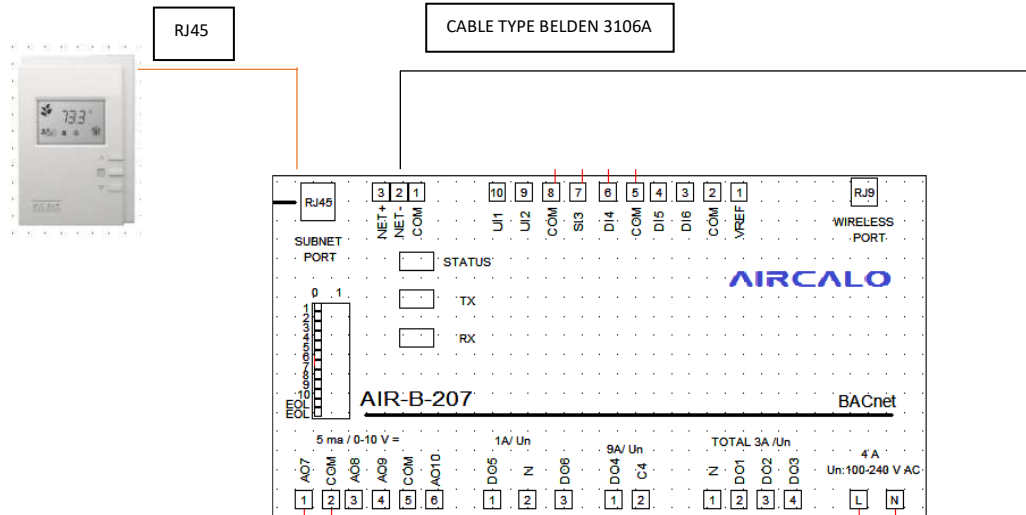 RJ45
CABLE TYPE BELDEN 3106A
733
RJ45
3 2 1
NET+ NET- COM
10 9 8 7 6 5 4 3 2 1
UI1 UI2 COM SI3 DI4 COM DI5 DI6 COM VREF
RJ9
WIRELESS
PORT
SUBNET
PORT
STATUS
TX
RX
AIRCALO
0 1
1
2
3
4
5
6
7
8
9
10
EOL
EOL
AIR-B-207
BACnet
5 ma / 0-10 V =
1A/ Un
9A/ Un
TOTAL 3A /Un
4 A
Un:100-240 V AC
AO7 COM AO8 AO9 COM AO10
DO5 N DO6
DO4 C4
N DO1 DO2 DO3
1 2 3 4 5 6
1 2 3
1 2
1 2 3 4
L N